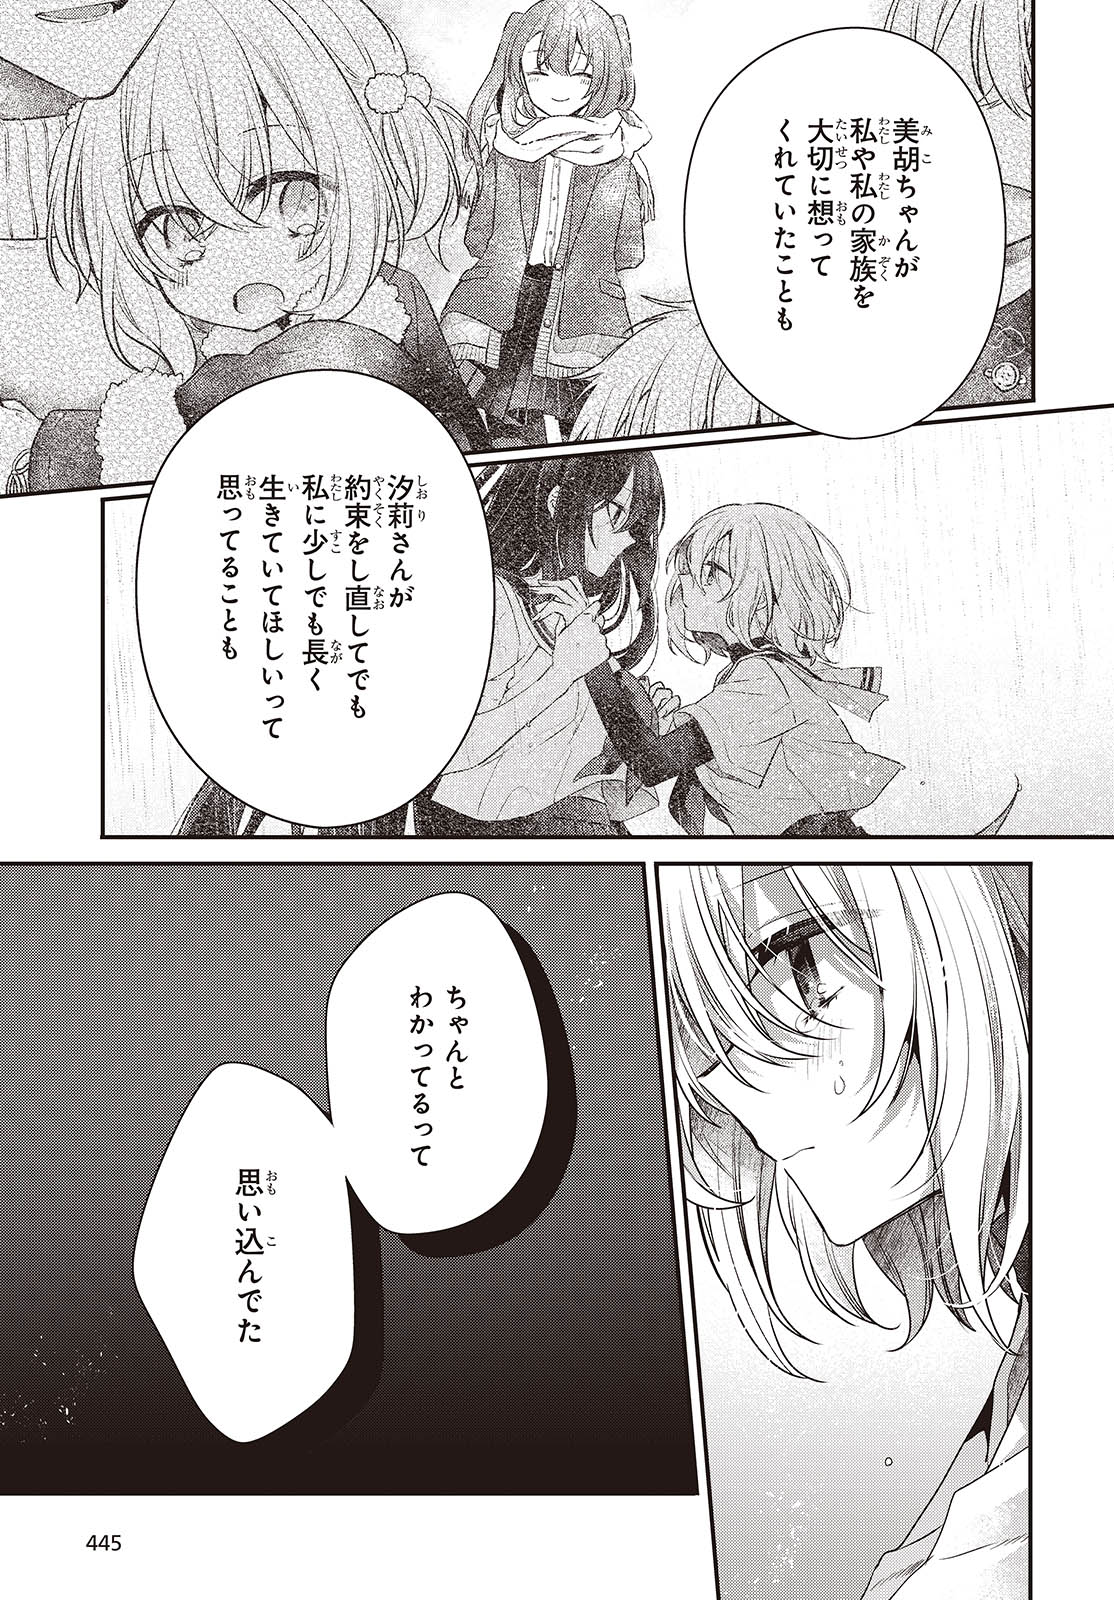 美胡ちゃんが
私や私の家族を
大切に想って
くれていたことも
汐莉さんが
約束をし直してでも
私に少しでも長く
生きていてほしいって
思ってることも
ちゃんと
わかってるって
思い込んでた
445